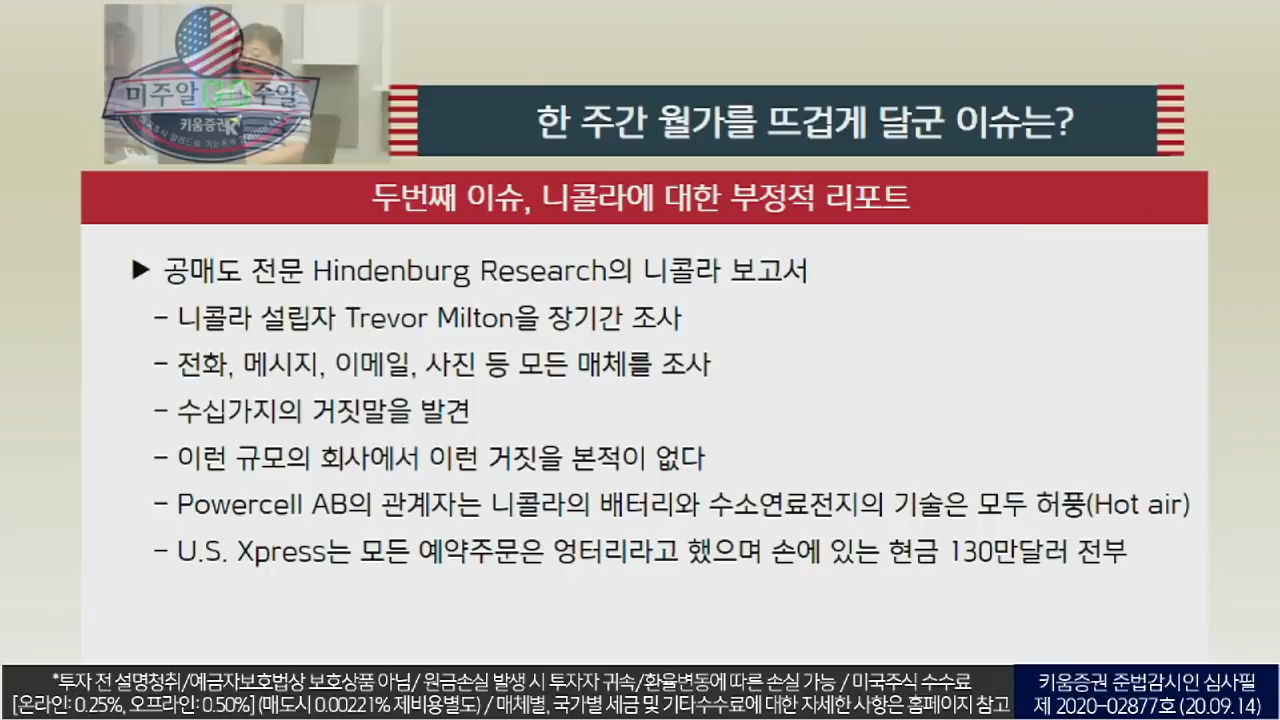 미주알GO주알
키움증권
한 주간 월가를 뜨겁게 달군 이슈는?
두번째 이슈, 니콜라에 대한 부정적 리포트
▶ 공매도 전문 Hindenburg Research의 니콜라 보고서
- 니콜라 설립자 Trevor Milton을 장기간 조사
- 전화, 메시지, 이메일, 사진 등 모든 매체를 조사
- 수십가지의 거짓말을 발견
- 이런 규모의 회사에서 이런 거짓을 본적이 없다
- Powercell AB의 관계자는 니콜라의 배터리와 수소연료전지의 기술은 모두 허풍(Hot air)
- U.S. Xpress는 모든 예약주문은 엉터리라고 했으며 손에 있는 현금 130만달러 전부
*투자 전 설명청취/예금자보호법상 보호상품 아님/ 원금손실 발생 시 투자자 귀속/환율변동에 따른 손실 가능 / 미국주식 수수료
[온라인: 0.25%, 오프라인: 0.50%] (매도시 0.00221% 제비용별도) / 매체별, 국가별 세금 및 기타수수료에 대한 자세한 사항은 홈페이지 참고
키움증권 준법감시인 심사필
제 2020-02877호 (20.09.14)